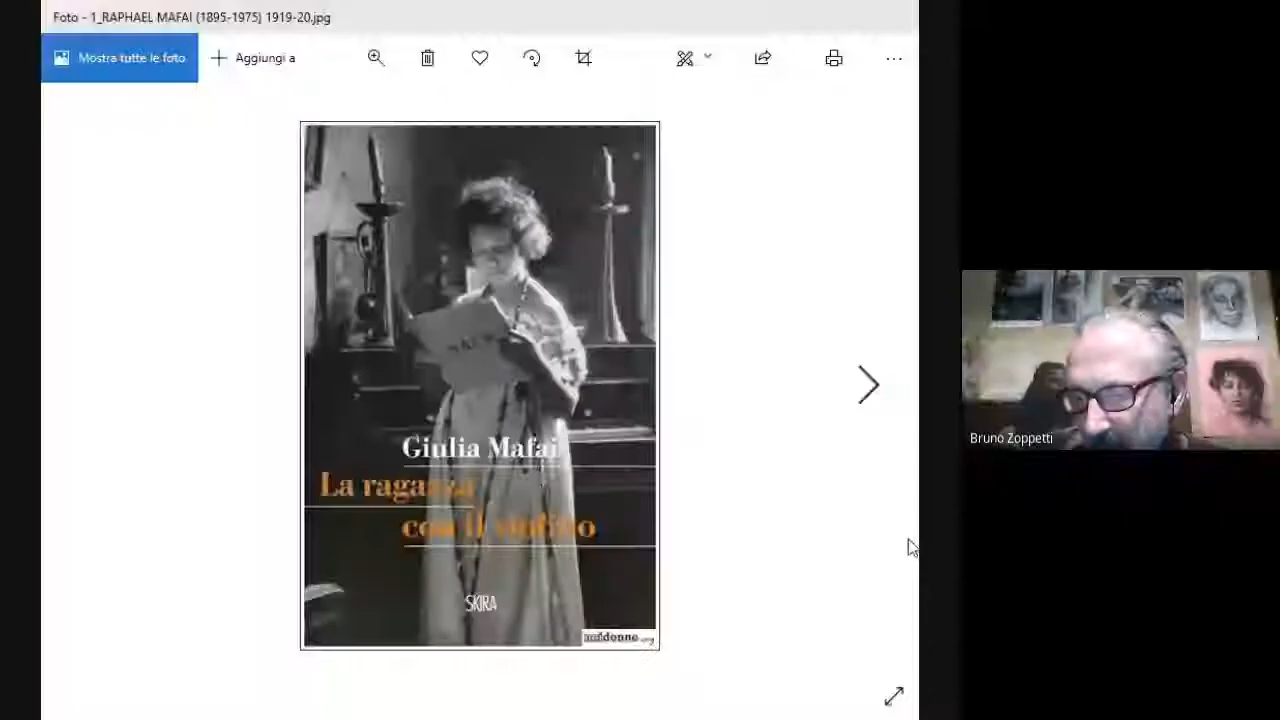 Foto - 1_RAPHAEL MAFAI (1895-1975) 1919-20.jpg
Mostra tutte le foto
Aggiungi a
Giulia Mafai
La ragazza
con il violino
SKIRA
Bruno Zoppetti